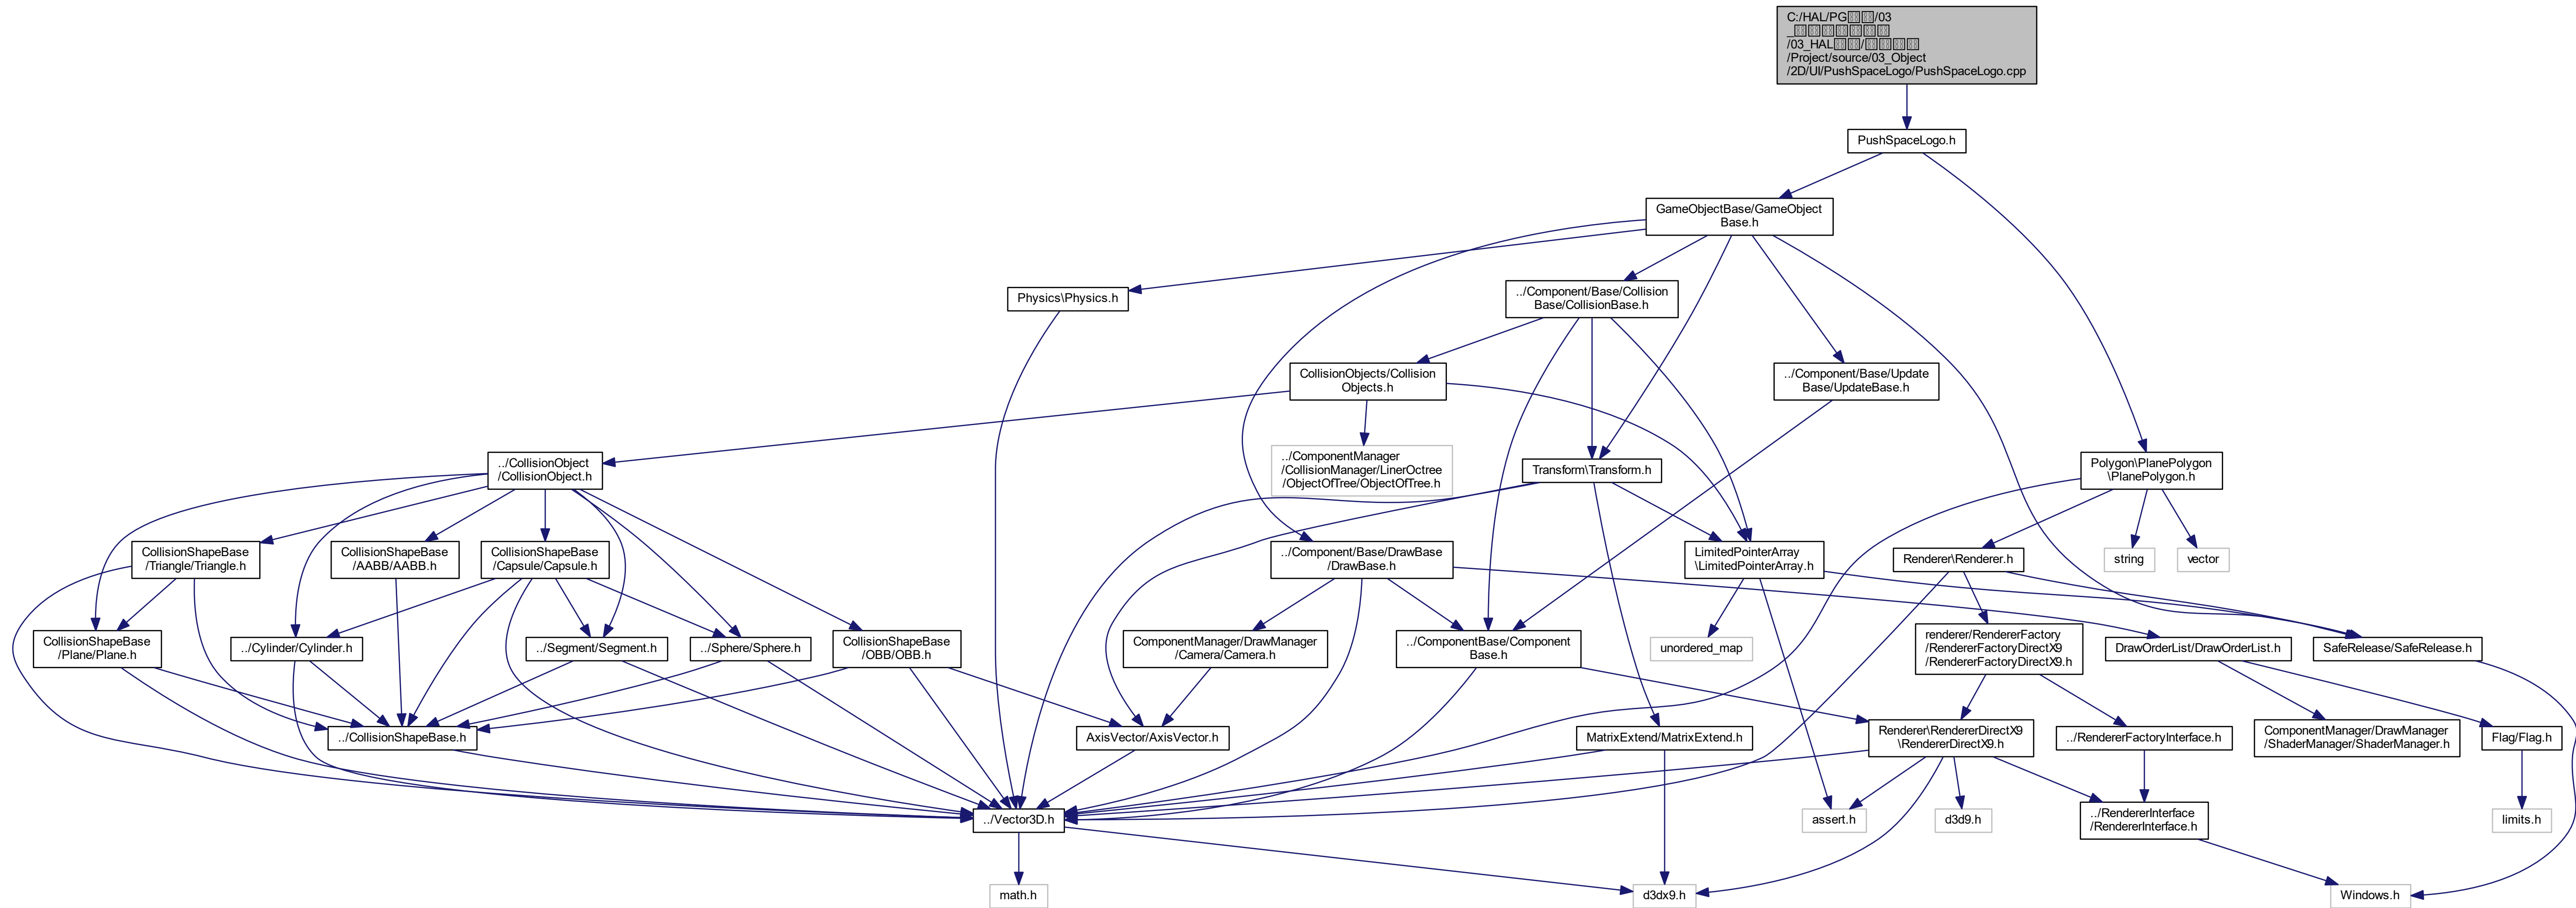 C:/HAL/PG/03
_
/03_HAL/
/Project/source/03_Object
/2D/UI/PushSpaceLogo/PushSpaceLogo.cpp
PushSpaceLogo.h
GameObjectBase/GameObject
Base.h
Physics\Physics.h
../Component/Base/Collision
Base/CollisionBase.h
CollisionObjects/Collision
Objects.h
../Component/Base/Update
Base/UpdateBase.h
../CollisionObject
/CollisionObject.h
../ComponentManager
/CollisionManager/LinerOctree
/ObjectOfTree/ObjectOfTree.h
Transform\Transform.h
Polygon\PlanePolygon
\PlanePolygon.h
CollisionShapeBase
/Triangle/Triangle.h
CollisionShapeBase
/AABB/AABB.h
CollisionShapeBase
/Capsule/Capsule.h
../Component/Base/DrawBase
/DrawBase.h
LimitedPointerArray
\LimitedPointerArray.h
Renderer\Renderer.h
string
vector
CollisionShapeBase
/Plane/Plane.h
../Cylinder/Cylinder.h
../Segment/Segment.h
../Sphere/Sphere.h
CollisionShapeBase
/OBB/OBB.h
ComponentManager/DrawManager
/Camera/Camera.h
../ComponentBase/Component
Base.h
unordered_map
renderer/RendererFactory
/RendererFactoryDirectX9
/RendererFactoryDirectX9.h
DrawOrderList/DrawOrderList.h
SafeRelease/SafeRelease.h
../CollisionShapeBase.h
AxisVector/AxisVector.h
MatrixExtend/MatrixExtend.h
Renderer\RendererDirectX9
\RendererDirectX9.h
../RendererFactoryInterface.h
ComponentManager/DrawManager
/ShaderManager/ShaderManager.h
Flag/Flag.h
../Vector3D.h
assert.h
d3d9.h
../RendererInterface
/RendererInterface.h
limits.h
math.h
d3dx9.h
Windows.h